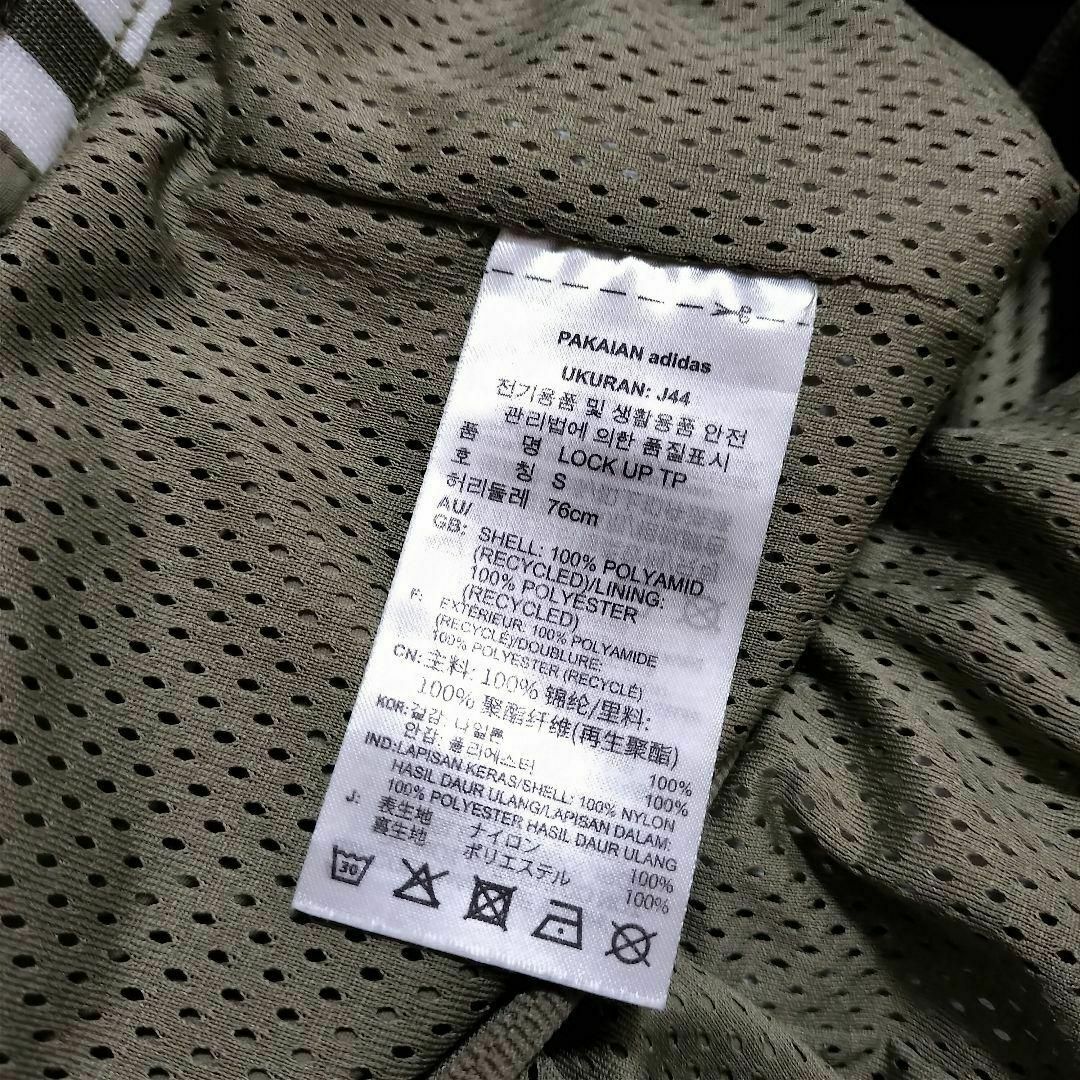 PAKAIAN adidas
UKURAN: J44
전기용품 및 생활용품 안전
관리법에 의한 품질표시
품 명 LOCK UP TP
호 칭 S
허리둘레 76cm
AU/
GB: SHELL: 100% POLYAMID
(RECYCLED)/LINING:
100% POLYESTER
(RECYCLED)
F: EXTÉRIEUR: 100% POLYAMIDE
(RECYCLÉ)/DOUBLURE:
100% POLYESTER (RECYCLÉ)
CN: 主料: 100% 锦纶/里料:
100% 聚酯纤维(再生聚酯)
KOR: 겉감 나일론 100%
안감: 폴리에스터 100%
IND: LAPISAN KERAS/SHELL: 100% NYLON
HASIL DAUR ULANG/LAPISAN DALAM:
100% POLYESTER HASIL DAUR ULANG
J: 表生地 ナイロン 100%
裏生地 ポリエステル 100%
30